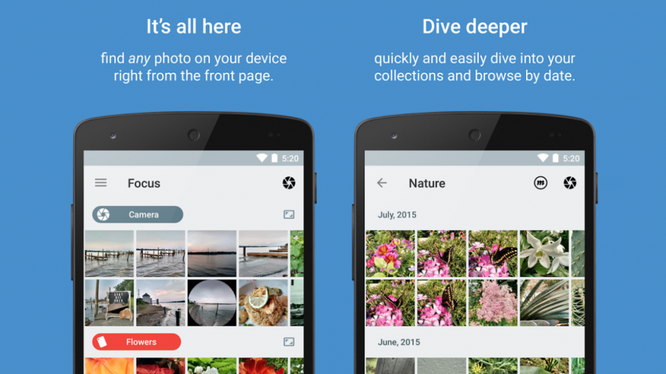 It's all here
find any photo on your device
right from the front page.
5:20
Focus
Camera
Flowers
Dive deeper
quickly and easily dive into your
collections and browse by date.
5:20
Nature
m
July, 2015
June, 2015